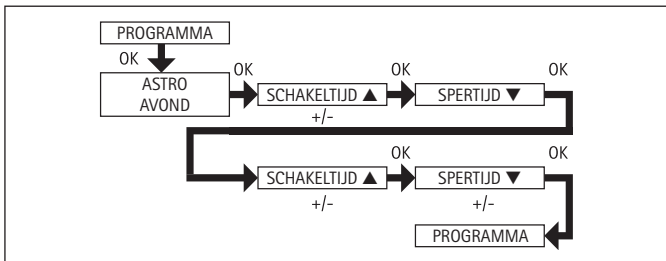 PROGRAMMA
OK
ASTRO
AVOND
OK
SCHAKELTIJD ▲
+/-
OK
SPERTIJD ▼
OK
SCHAKELTIJD ▲
+/-
OK
SPERTIJD ▼
+/-
OK
PROGRAMMA